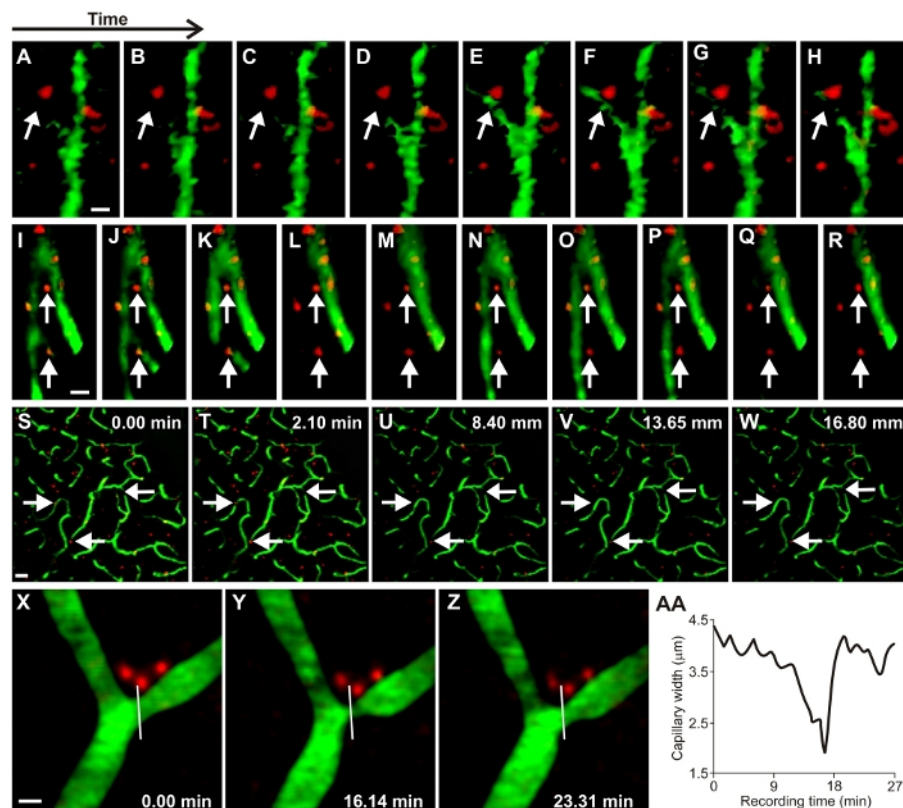 Time
A B C D E F G H
I J K L M N O P Q R
S 0.00 min T 2.10 min U 8.40 mm V 13.65 mm W 16.80 mm
X Y Z AA
0.00 min 16.14 min 23.31 min
Capillary width (μm)
4.5
3.5
2.5
1.5
0 9 18 27
Recording time (min)